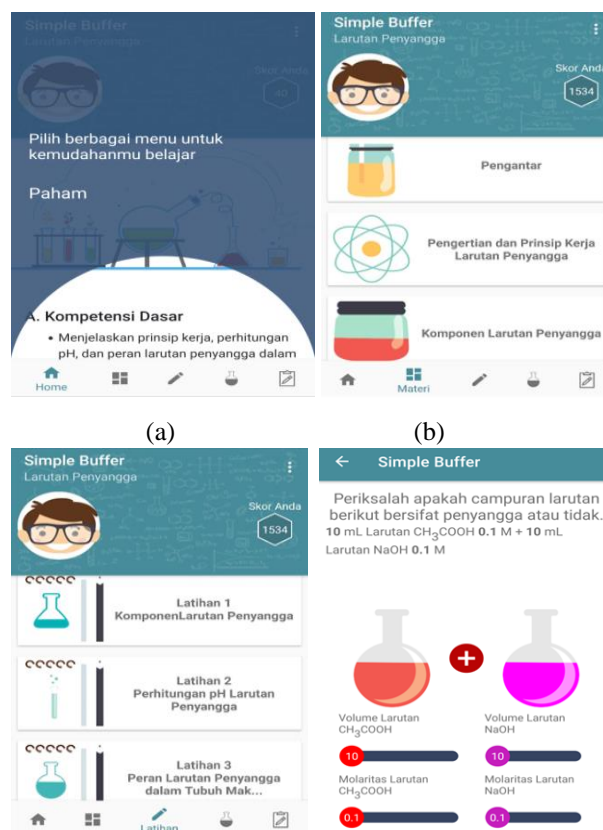 Simple Buffer
Larutan Penyangga
Skor Anda
40
Pilih berbagai menu untuk
kemudahanmu belajar
Paham
A. Kompetensi Dasar
• Menjelaskan prinsip kerja, perhitungan
pH, dan peran larutan penyangga dalam
Home
(a)
Simple Buffer
Larutan Penyangga
Skor Anda
1534
Pengantar
Pengertian dan Prinsip Kerja
Larutan Penyangga
Komponen Larutan Penyangga
Materi
(b)
Simple Buffer
Larutan Penyangga
Skor Anda
1534
Latihan 1
KomponenLarutan Penyangga
Latihan 2
Perhitungan pH Larutan
Penyangga
Latihan 3
Peran Larutan Penyangga
dalam Tubuh Mak...
Latihan
Simple Buffer
Periksalah apakah campuran larutan
berikut bersifat penyangga atau tidak.
10 mL Larutan CH₃COOH 0.1 M + 10 mL
Larutan NaOH 0.1 M
Volume Larutan
CH₃COOH
10
Molaritas Larutan
CH₃COOH
0.1
Volume Larutan
NaOH
10
Molaritas Larutan
NaOH
0.1